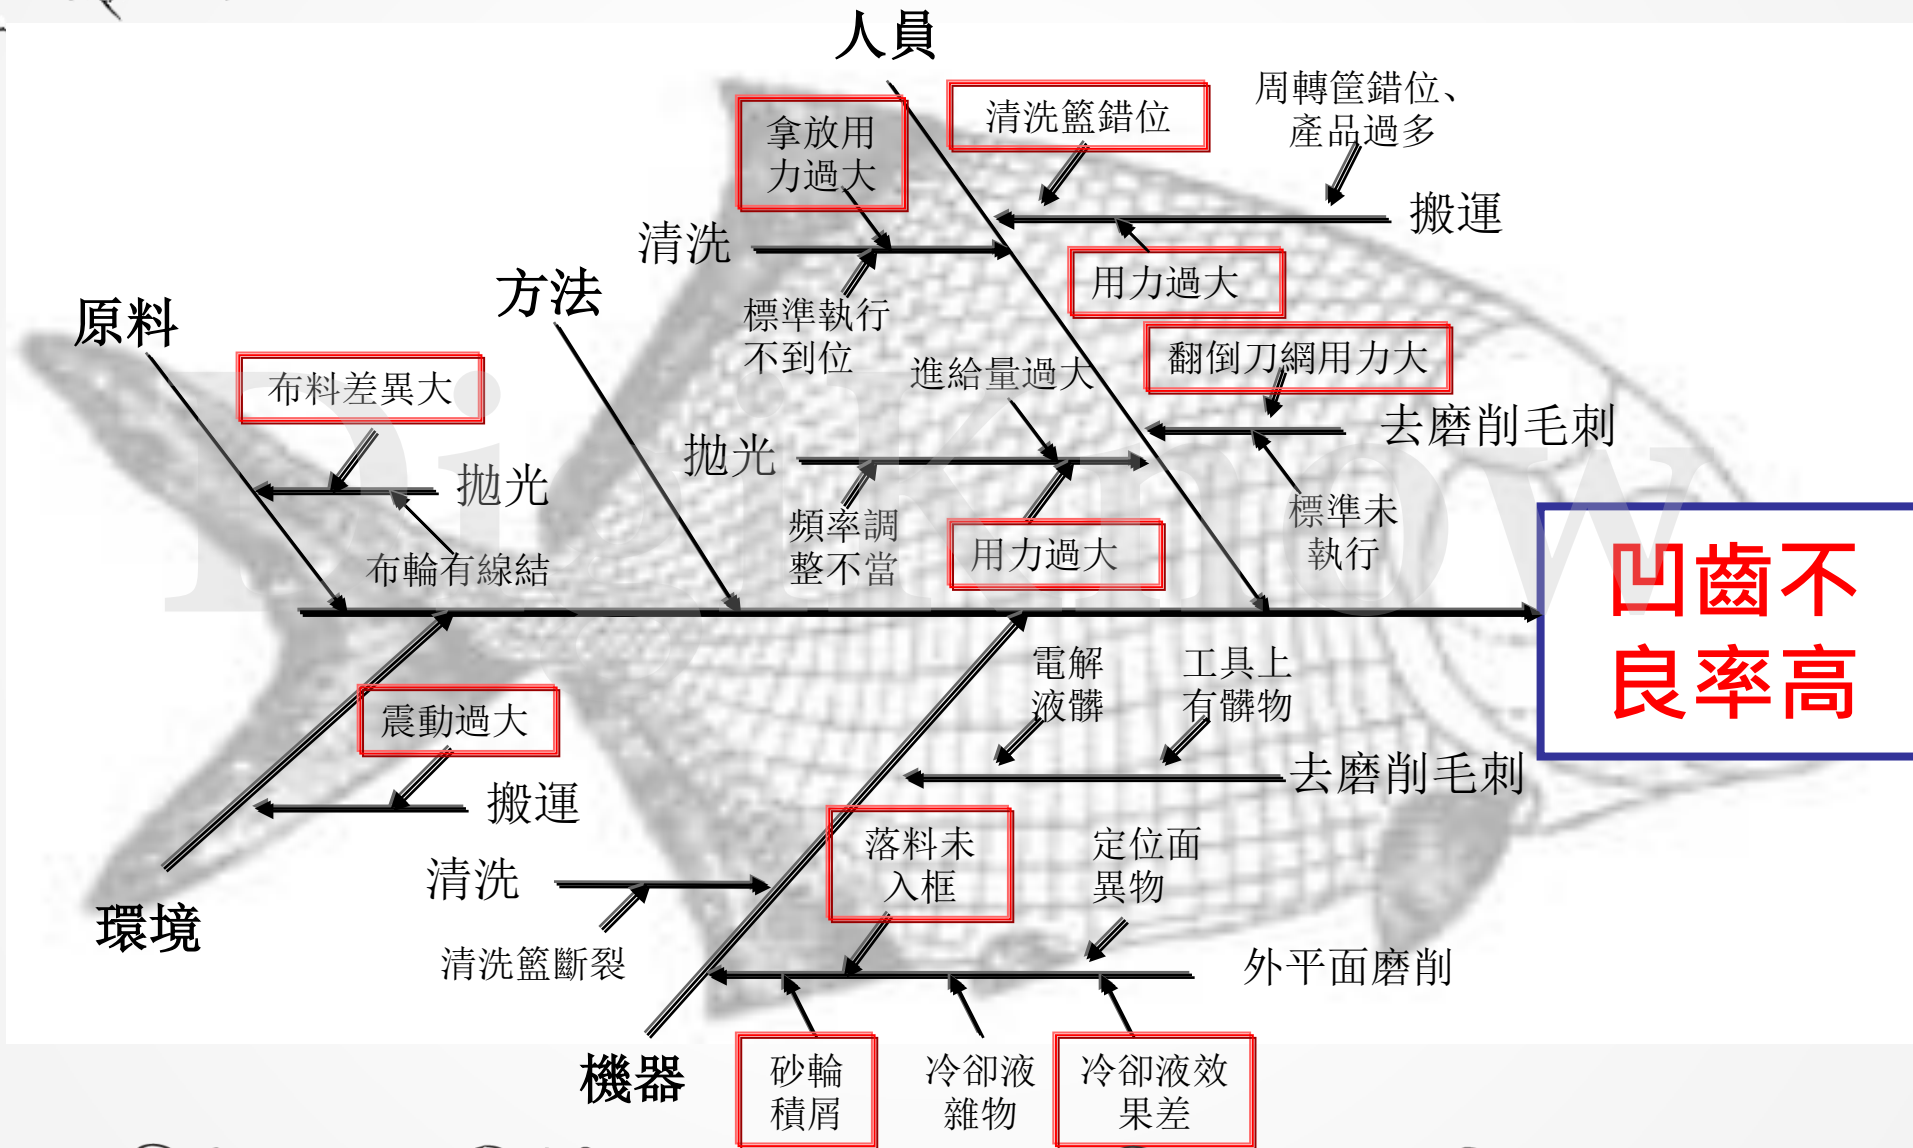 人員
清洗籃錯位
周轉筐錯位、
產品過多
拿放用
力過大
搬運
清洗
用力過大
方法
原料
標準執行
不到位
翻倒刀網用力大
進給量過大
布料差異大
去磨削毛刺
拋光
拋光
標準未
執行
頻率調
整不當
用力過大
布輪有線結
DigiKnow
凹齒不
良率高
電解
液髒
工具上
有髒物
震動過大
去磨削毛刺
搬運
落料未
入框
定位面
異物
清洗
環境
清洗籃斷裂
外平面磨削
機器
砂輪
積屑
冷卻液
雜物
冷卻液效
果差